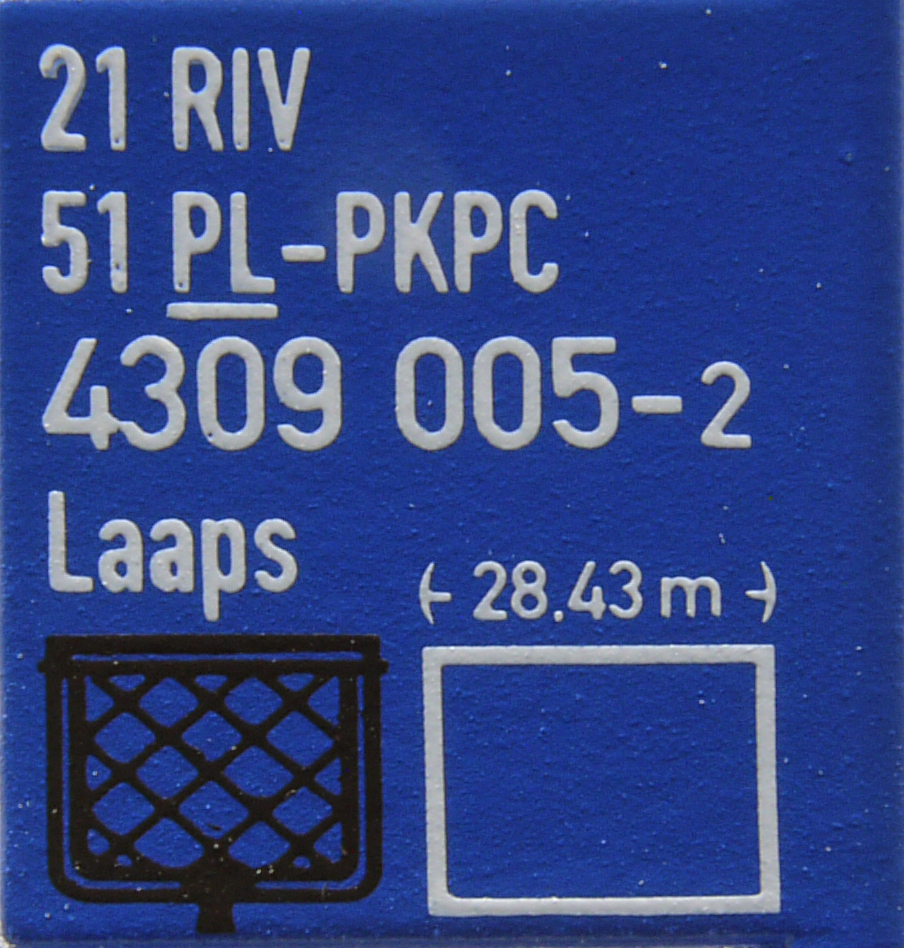 21 RIV
51 PL-PKPC
4309 005-2
Laaps
28.43 m